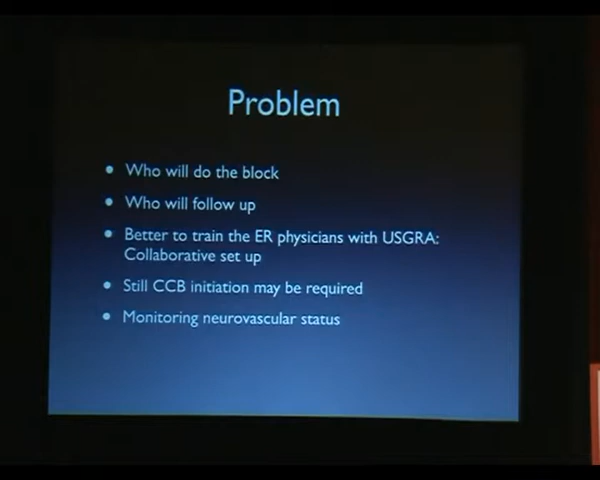 Problem
• Who will do the block
• Who will follow up
• Better to train the ER physicians with USGRA:
Collaborative set up
• Still CCB initiation may be required
• Monitoring neurovascular status